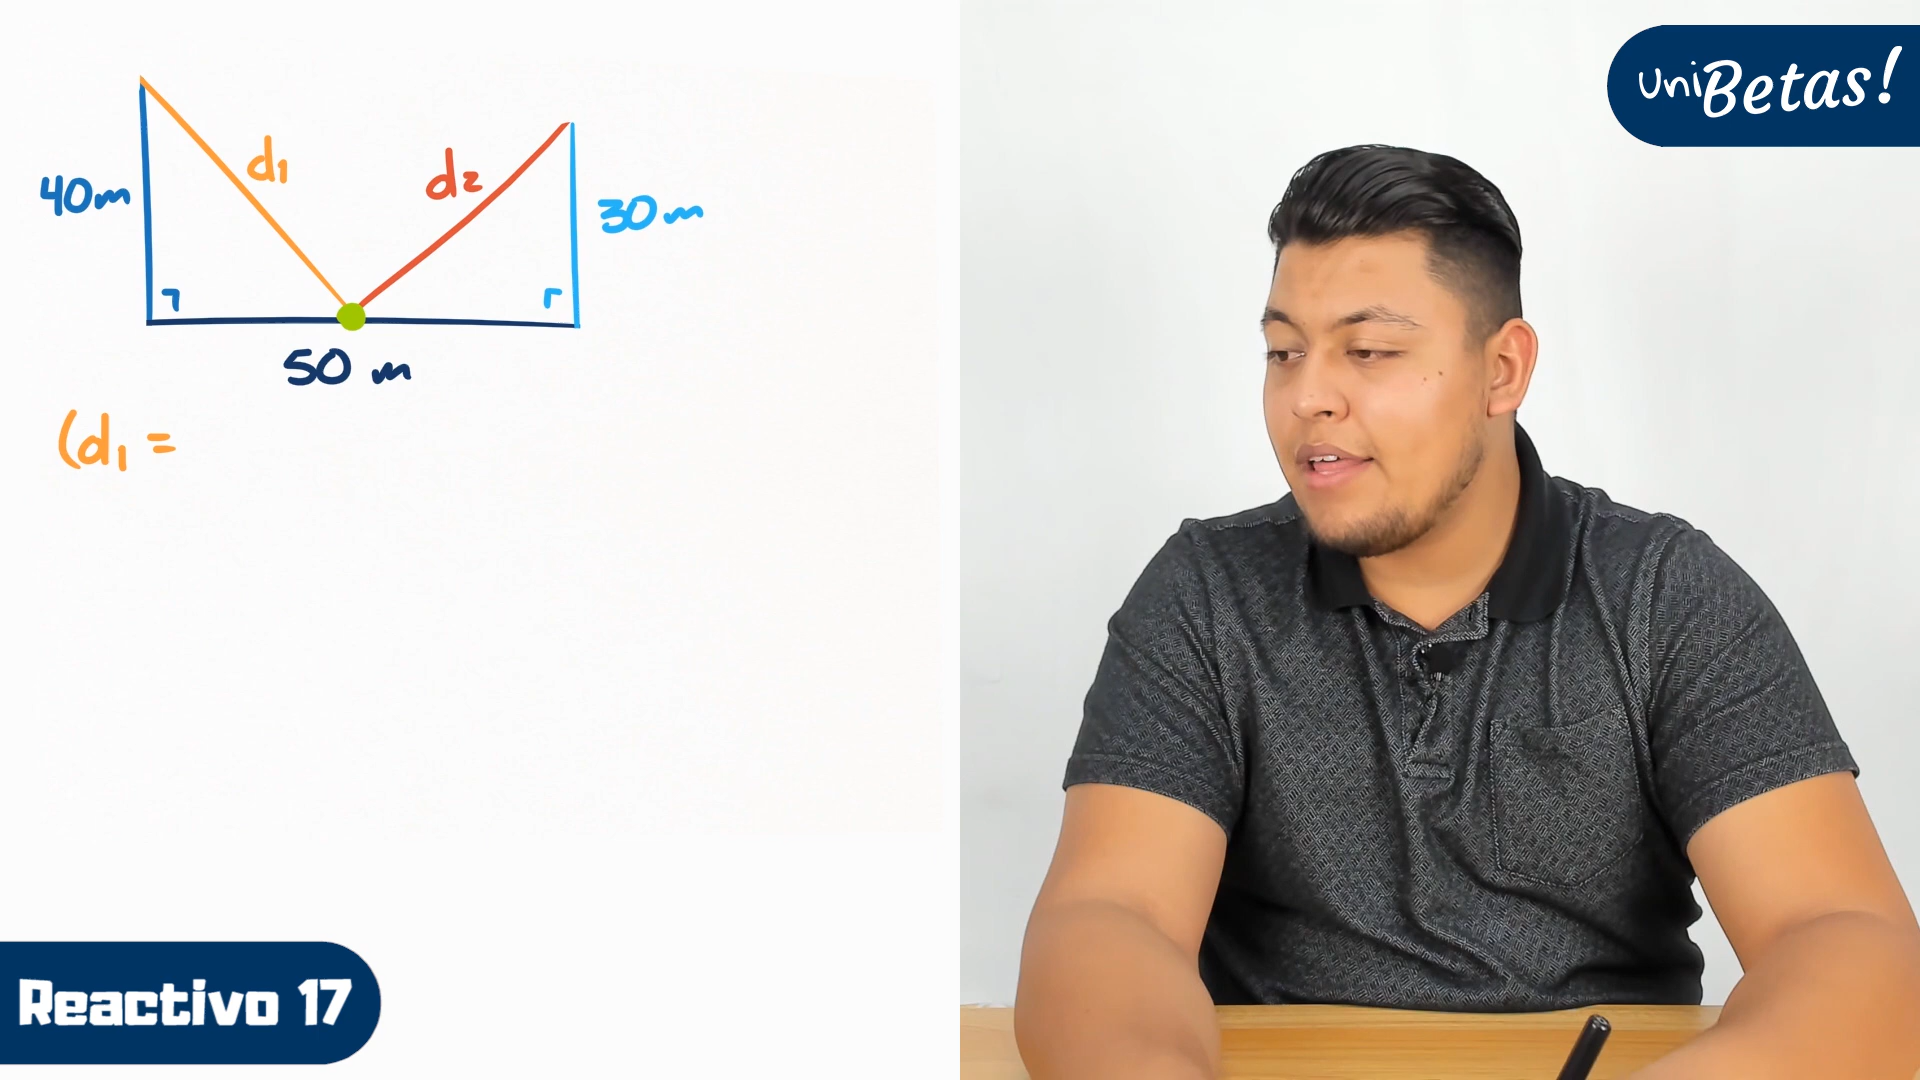 uniBetas!
d1
d2
40m
30m
50 m
(d1 =
Reactivo 17